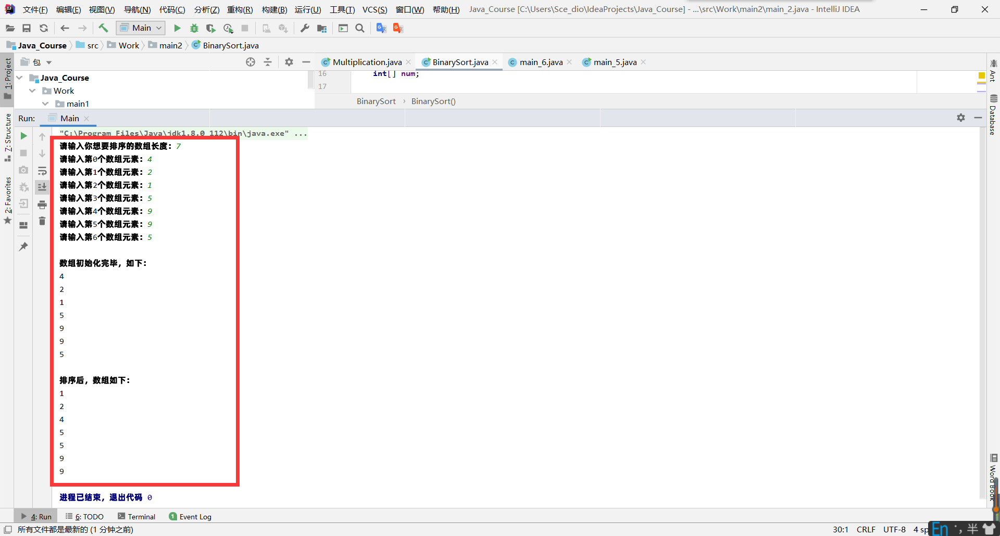 文件(F) 编辑(E) 视图(V) 导航(N) 代码(C) 分析(Z) 重构(R) 构建(B) 运行(U) 工具(T) VCS(S) 窗口(W) 帮助(H) Java_Course [C:\Users\Sce_dio\IdeaProjects\Java_Course] - ...\src\Work\main2\main_2.java - IntelliJ IDEA
Main
Java_Course src Work main2 BinarySort.java
包
Multiplication.java BinarySort.java main_6.java main_5.java
Java_Course
Work
main1
16 int[] num;
17
BinarySort › BinarySort()
1: Project
7: Structure
2: Favorites
Ant
Database
Word Book
Run: Main
"C:\Program Files\Java\jdk1.8.0_112\bin\java.exe" ...
请输入你想要排序的数组长度：7
请输入第0个数组元素：4
请输入第1个数组元素：2
请输入第2个数组元素：1
请输入第3个数组元素：5
请输入第4个数组元素：9
请输入第5个数组元素：9
请输入第6个数组元素：5
数组初始化完毕，如下：
4
2
1
5
9
9
5
排序后，数组如下：
1
2
4
5
5
9
9
进程已结束，退出代码 0
4: Run 6: TODO Terminal 1 Event Log
所有文件都是最新的 (1 分钟之前)
30:1 CRLF UTF-8 4 sp
En 半